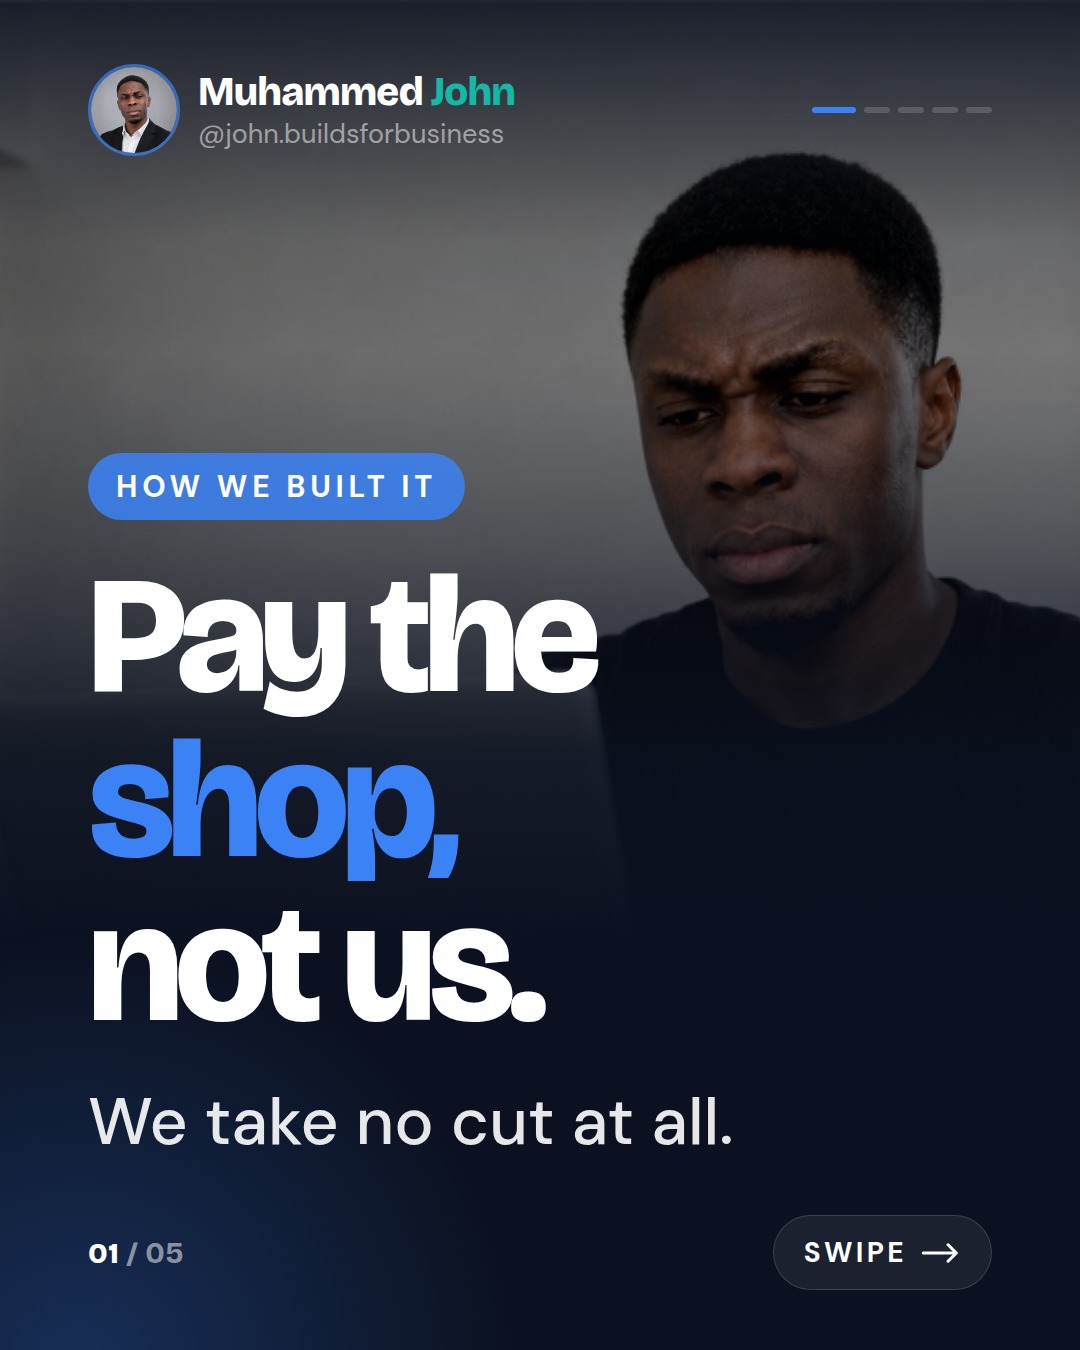 Muhammed John
@john.buildsforbusiness
HOW WE BUILT IT
Pay the
shop,
not us.
We take no cut at all.
01 / 05
SWIPE →